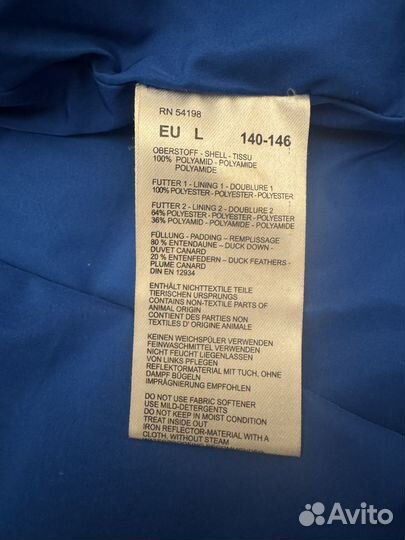 RN 54198
EU L 140-146
OBERSTOFF - SHELL - TISSU
100% POLYAMID - POLYAMIDE
POLYAMIDE
FUTTER 1 - LINING 1 - DOUBLURE 1
100% POLYESTER - POLYESTER - POLYESTER
FUTTER 2 - LINING 2 - DOUBLURE 2
64% POLYESTER - POLYESTER - POLYESTER
36% POLYAMID - POLYAMIDE - POLYAMIDE
FÜLLUNG - PADDING - REMPLISSAGE
80 % ENTENDAUNE - DUCK DOWN -
DUVET CANARD
20 % ENTENFEDERN - DUCK FEATHERS -
PLUME CANARD
DIN EN 12934
ENTHÄLT NICHTTEXTILE TEILE
TIERISCHEN URSPRUNGS
CONTAINS NON-TEXTILE PARTS OF
ANIMAL ORIGIN
CONTIENT DES PARTIES NON
TEXTILES D' ORIGINE ANIMALE
KEINEN WEICHSPÜLER VERWENDEN
FEINWASCHMITTEL VERWENDEN
NICHT FEUCHT LIEGENLASSEN
VON LINKS PFLEGEN
REFLEKTORMATERIAL MIT TUCH, OHNE
DAMPF BÜGELN
IMPRÄGNIERUNG EMPFOHLEN
DO NOT USE FABRIC SOFTENER
USE MILD-DETERGENTS
DO NOT KEEP IN MOIST CONDITION
TREAT INSIDE OUT
IRON REFLECTOR-MATERIAL WITH A
CLOTH, WITHOUT STEAM
Avito